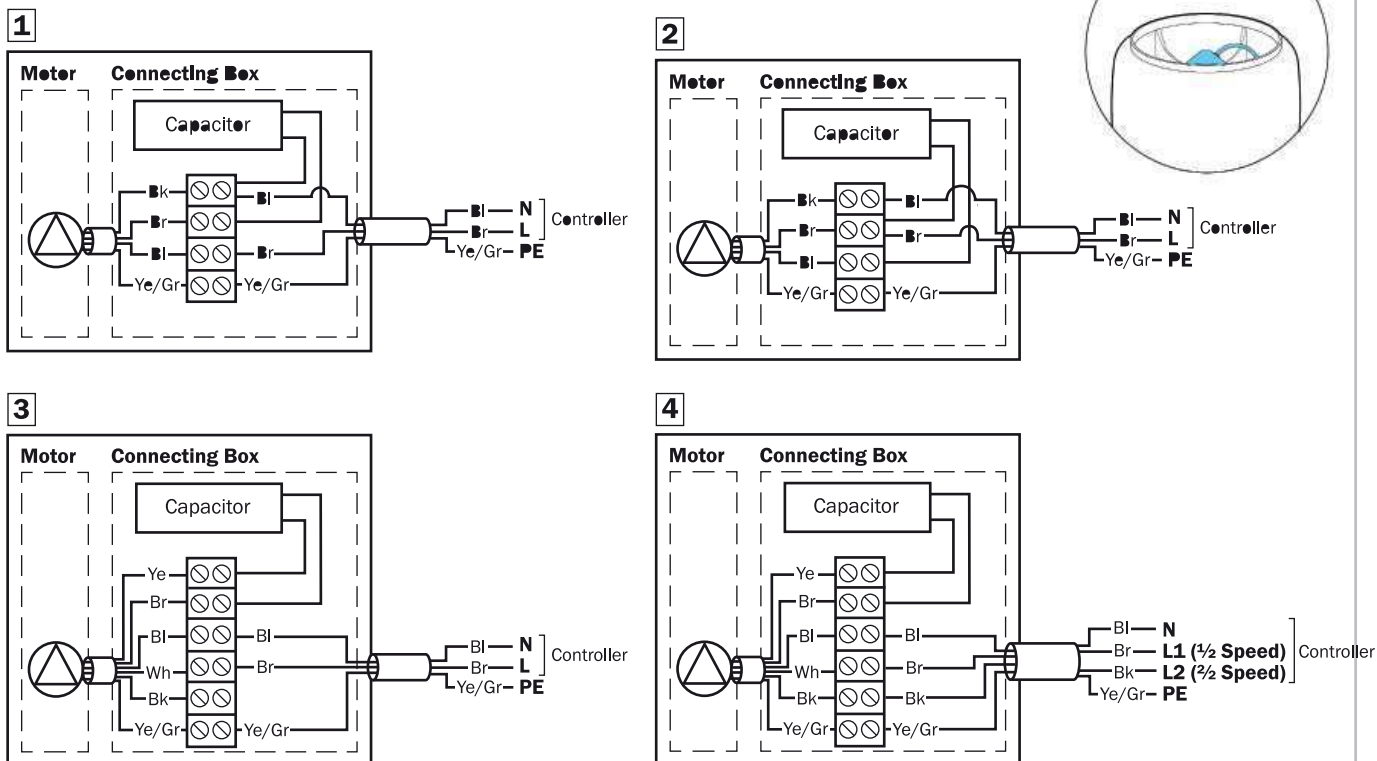 1
Motor Connecting Box
Capacitor
Bk Bl
Br
Bl Br
Ye/Gr Ye/Gr
Bl N
Br L
Ye/Gr PE
Controller
2
Motor Connecting Box
Capacitor
Bk Bl
Br Br
Bl
Ye/Gr Ye/Gr
Bl N
Br L
Ye/Gr PE
Controller
3
Motor Connecting Box
Capacitor
Ye
Br
Bl Bl
Wh Br
Bk
Ye/Gr Ye/Gr
Bl N
Br L
Ye/Gr PE
Controller
4
Motor Connecting Box
Capacitor
Ye
Br
Bl Bl
Wh Br
Bk Bk
Ye/Gr Ye/Gr
Bl N
Br L1 (½ Speed)
Bk L2 (2/2 Speed)
Ye/Gr PE
Controller